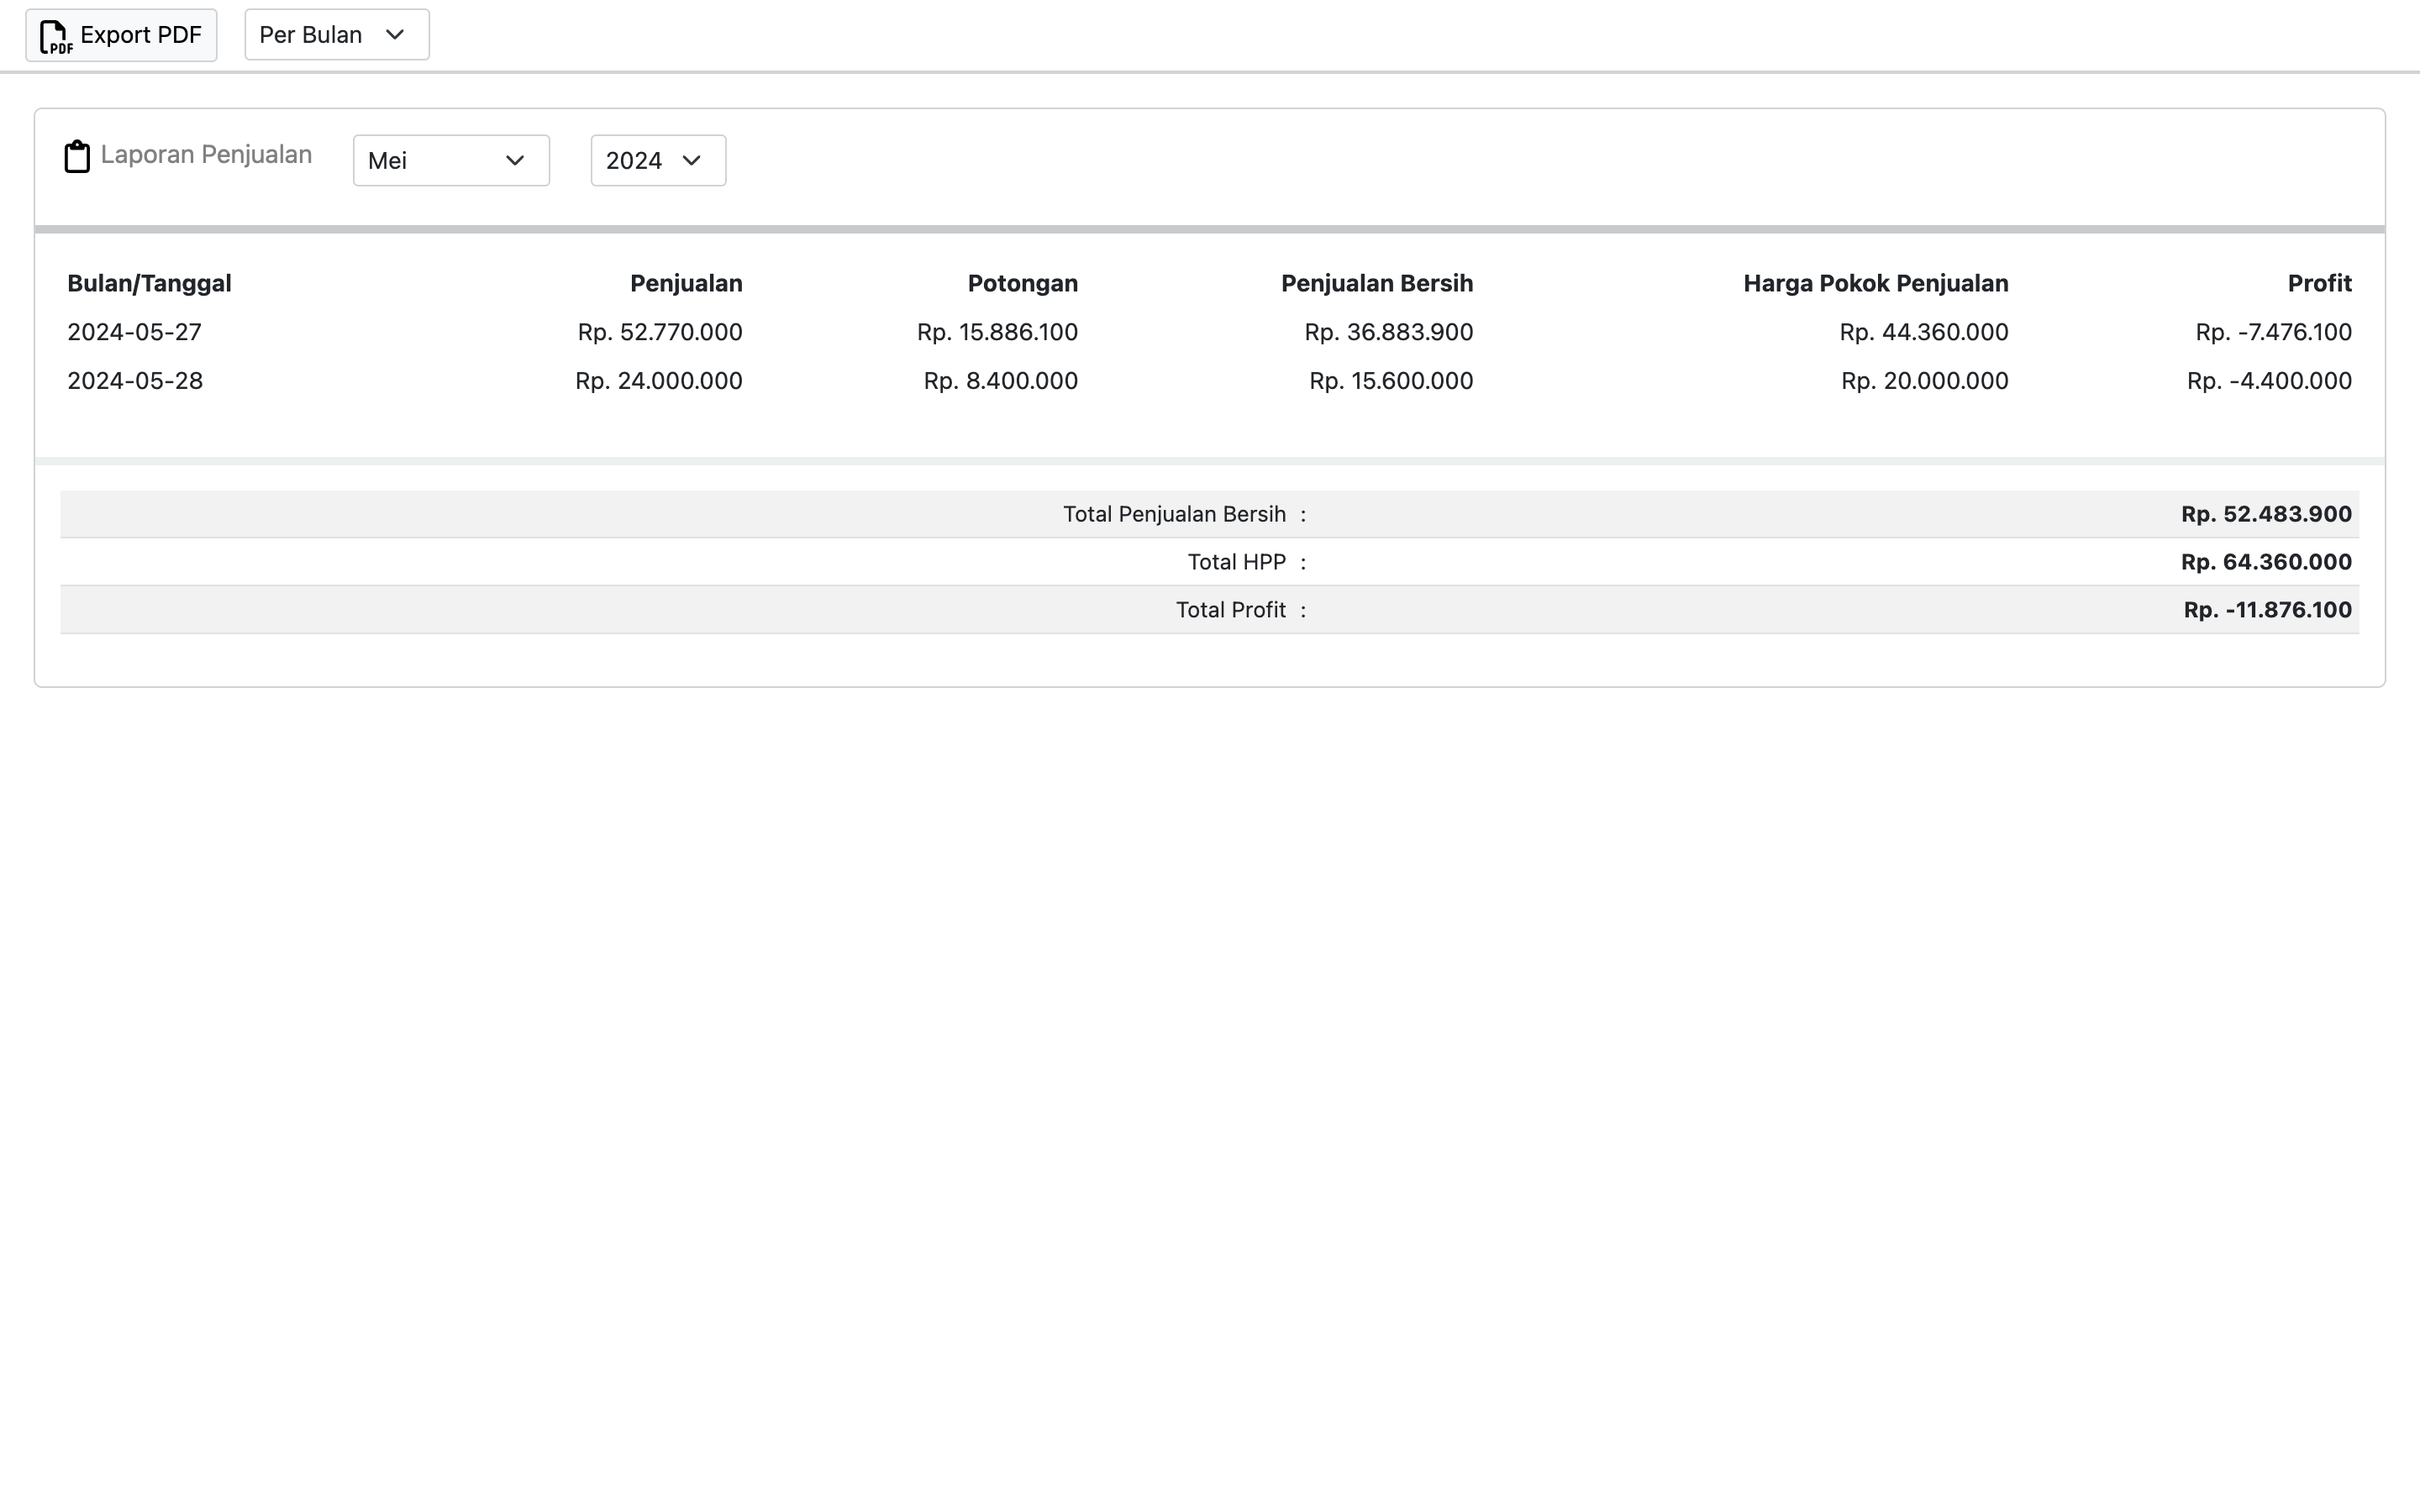 PDF Export PDF Per Bulan
Laporan Penjualan Mei 2024
Bulan/Tanggal Penjualan Potongan Penjualan Bersih Harga Pokok Penjualan Profit
2024-05-27 Rp. 52.770.000 Rp. 15.886.100 Rp. 36.883.900 Rp. 44.360.000 Rp. -7.476.100
2024-05-28 Rp. 24.000.000 Rp. 8.400.000 Rp. 15.600.000 Rp. 20.000.000 Rp. -4.400.000
Total Penjualan Bersih : Rp. 52.483.900
Total HPP : Rp. 64.360.000
Total Profit : Rp. -11.876.100